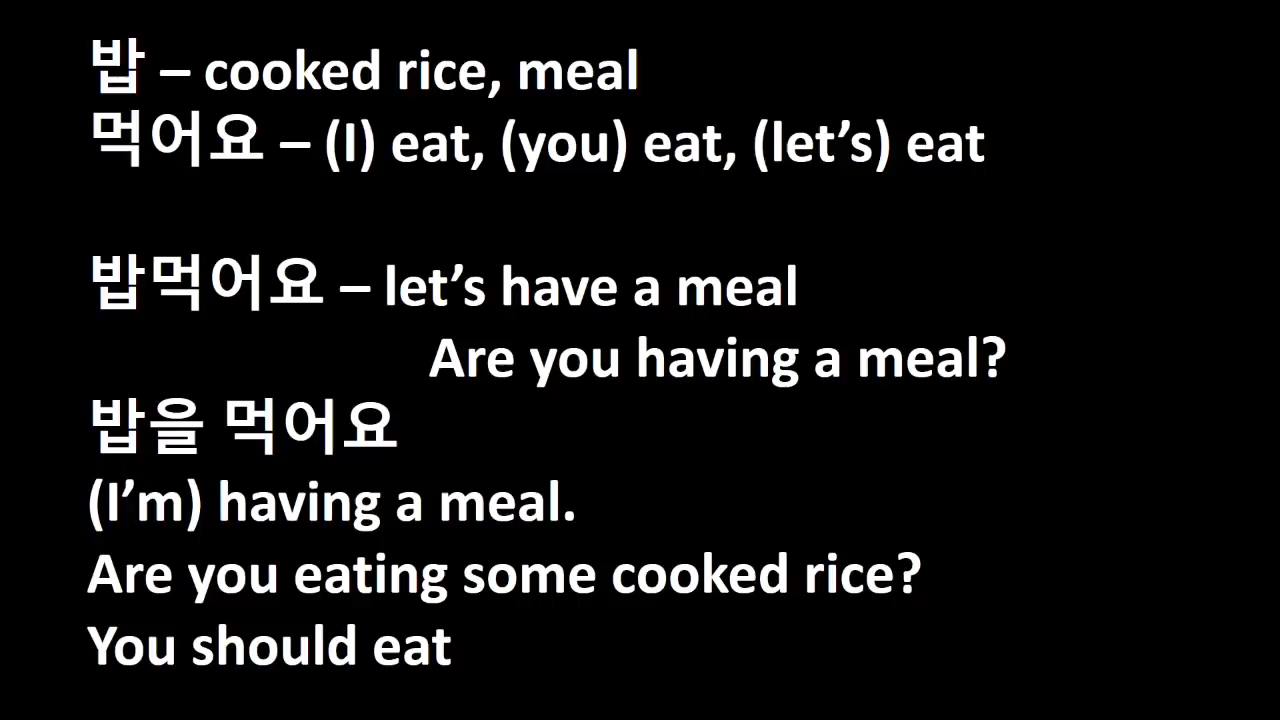 밥 – cooked rice, meal
먹어요 – (I) eat, (you) eat, (let’s) eat
밥먹어요 – let’s have a meal
Are you having a meal?
밥을 먹어요
(I’m) having a meal.
Are you eating some cooked rice?
You should eat